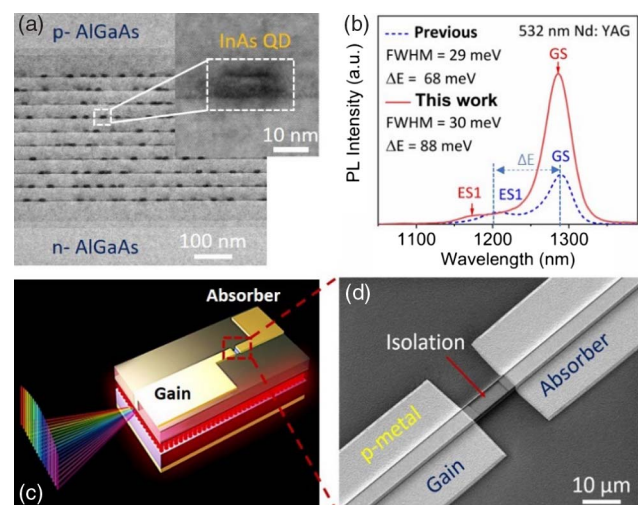 (a)
p- AlGaAs
InAs QD
10 nm
n- AlGaAs
100 nm
(b)
Previous
FWHM = 29 meV
ΔE = 68 meV
This work
FWHM = 30 meV
ΔE = 88 meV
532 nm Nd: YAG
GS
ΔE
GS
ES1
ES1
PL Intensity (a.u.)
1100
1200
1300
Wavelength (nm)
Absorber
Gain
(c)
(d)
Isolation
Absorber
p-metal
Gain
10 μm